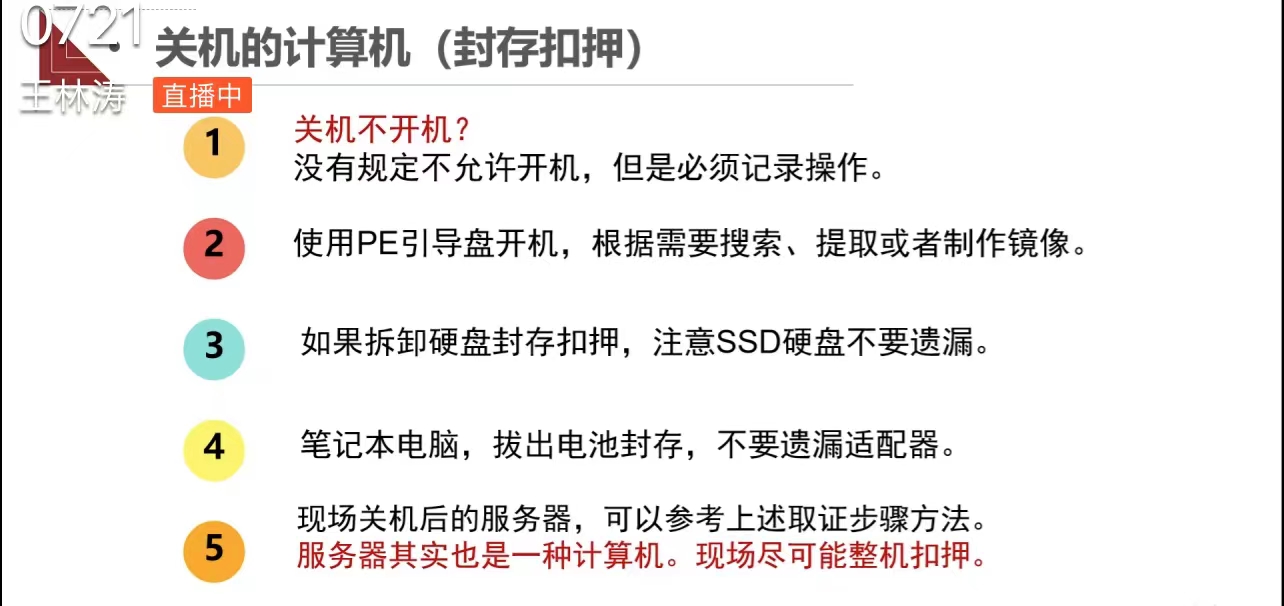 0721
关机的计算机（封存扣押）
王林涛
直播中
1
关机不开机？
没有规定不允许开机，但是必须记录操作。
2
使用PE引导盘开机，根据需要搜索、提取或者制作镜像。
3
如果拆卸硬盘封存扣押，注意SSD硬盘不要遗漏。
4
笔记本电脑，拔出电池封存，不要遗漏适配器。
5
现场关机后的服务器，可以参考上述取证步骤方法。
服务器其实也是一种计算机。现场尽可能整机扣押。